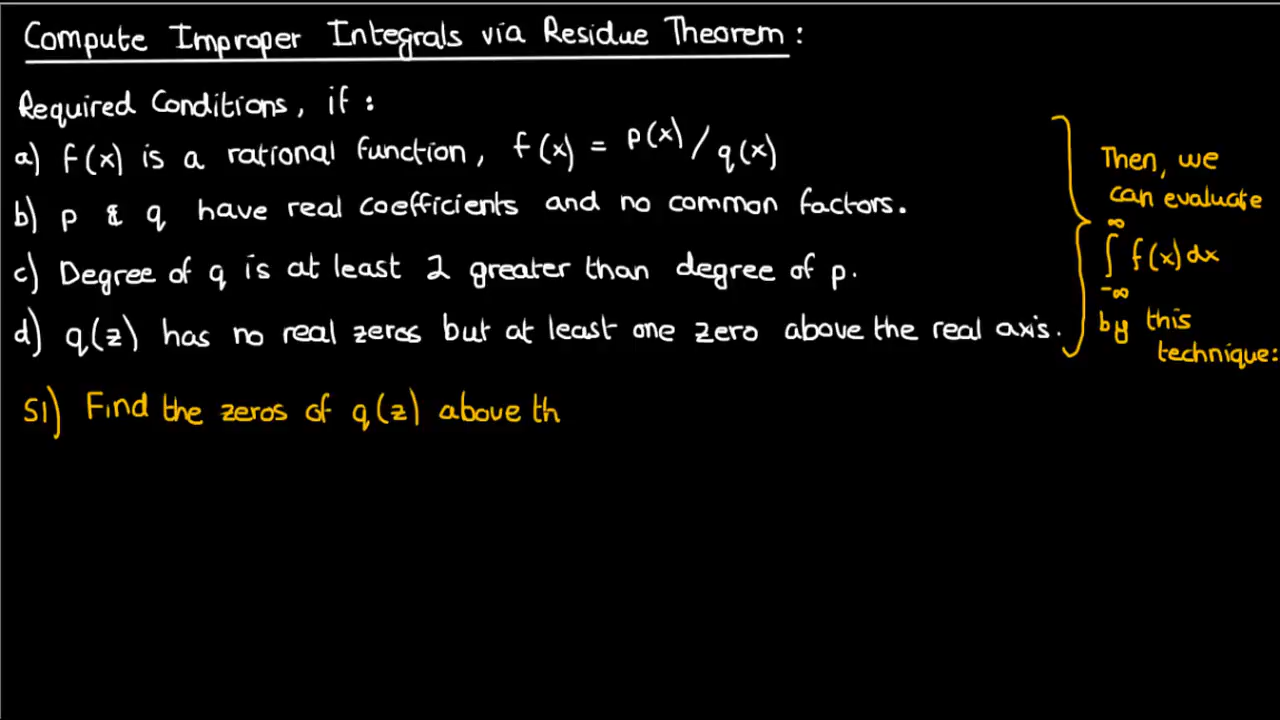 Compute Improper Integrals via Residue Theorem :
Required Conditions, if :
a) f(x) is a rational function, f(x) = p(x)/q(x)
b) p & q have real coefficients and no common factors.
c) Degree of q is at least 2 greater than degree of p.
d) q(z) has no real zeros but at least one zero above the real axis.
Then, we
can evaluate
∞
∫ f(x) dx
-∞
by this
technique:
S1) Find the zeros of q(z) above th